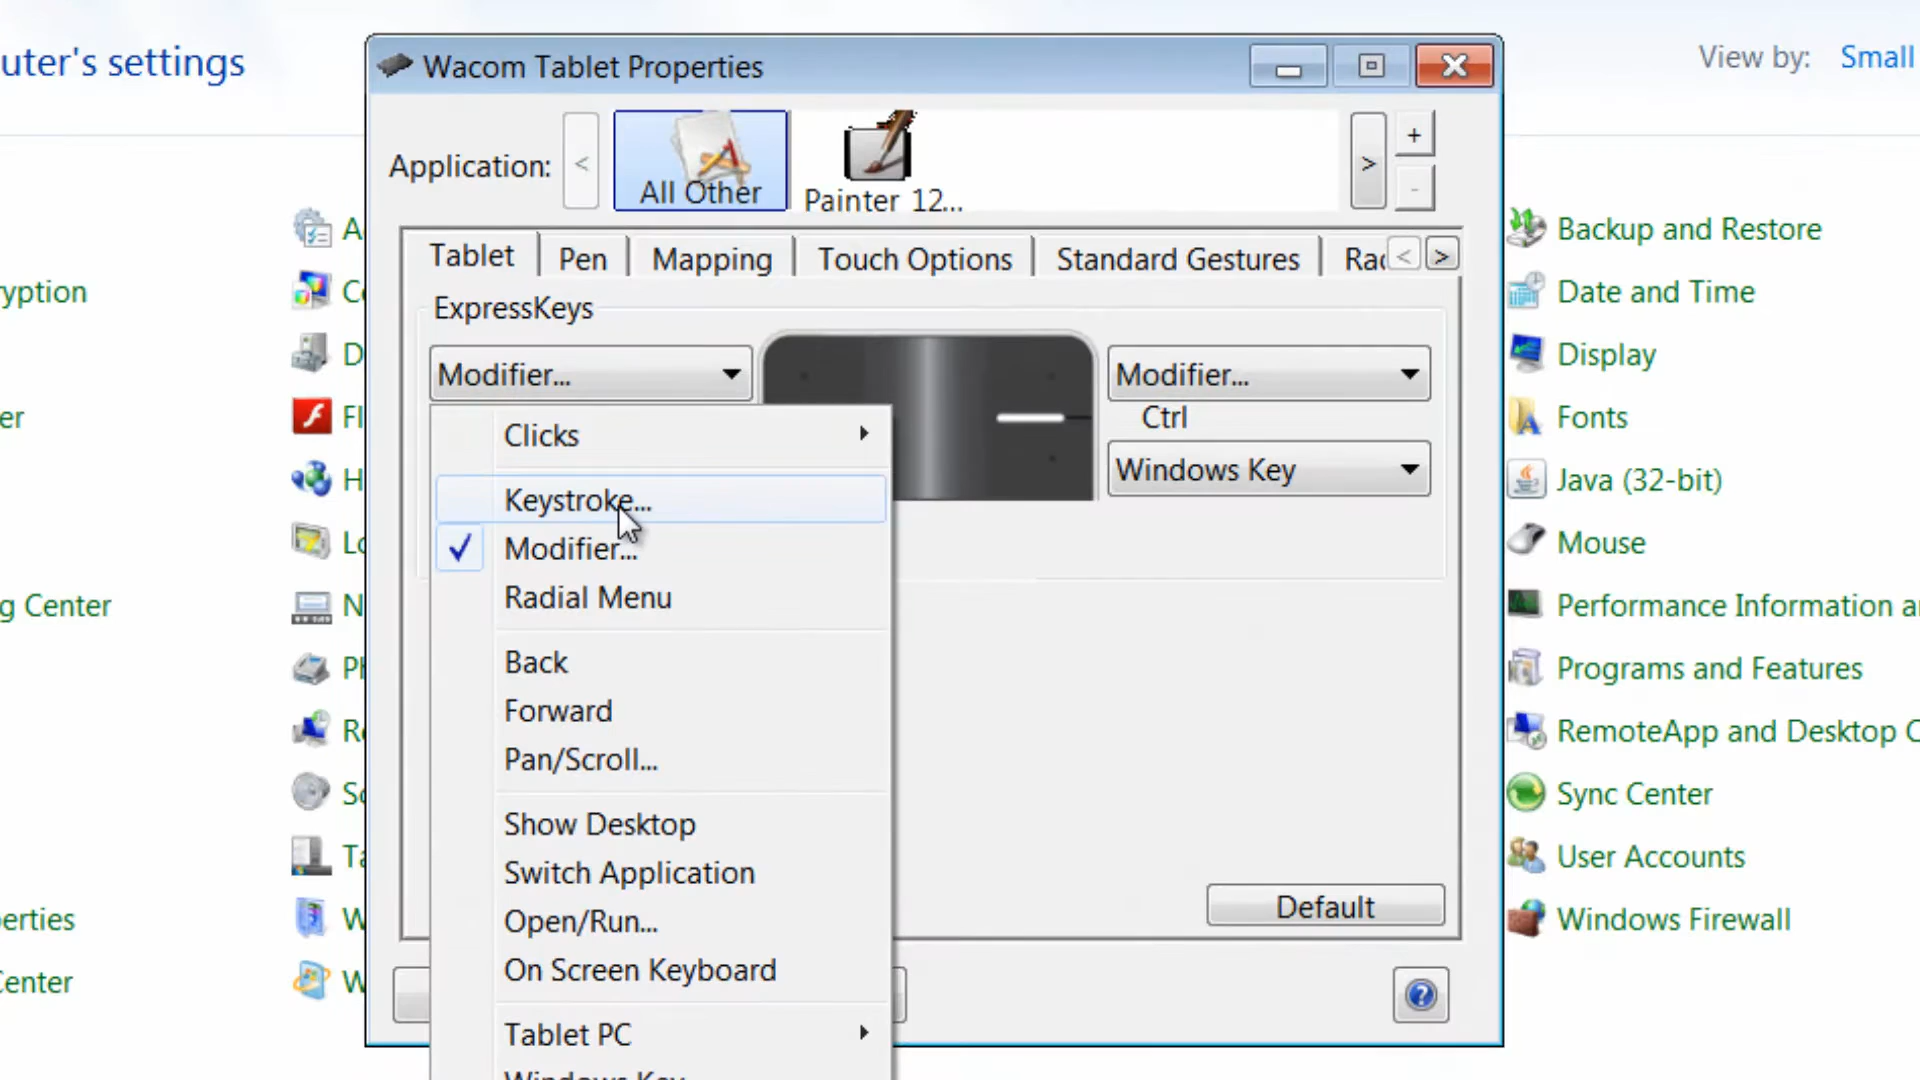 uter's settings
View by: Small
Wacom Tablet Properties
Application:
<
All Other
Painter 12...
>
+
-
Tablet
Pen
Mapping
Touch Options
Standard Gestures
<
>
ExpressKeys
Modifier...
Modifier...
Ctrl
Windows Key
Clicks
Keystroke...
Modifier...
Radial Menu
Back
Forward
Pan/Scroll...
Show Desktop
Switch Application
Open/Run...
On Screen Keyboard
Tablet PC
Windows Key
Default
?
ryption
er
g Center
erties
Center
Backup and Restore
Date and Time
Display
Fonts
Java (32-bit)
Mouse
Performance Information
Programs and Features
RemoteApp and Desktop
Sync Center
User Accounts
Windows Firewall